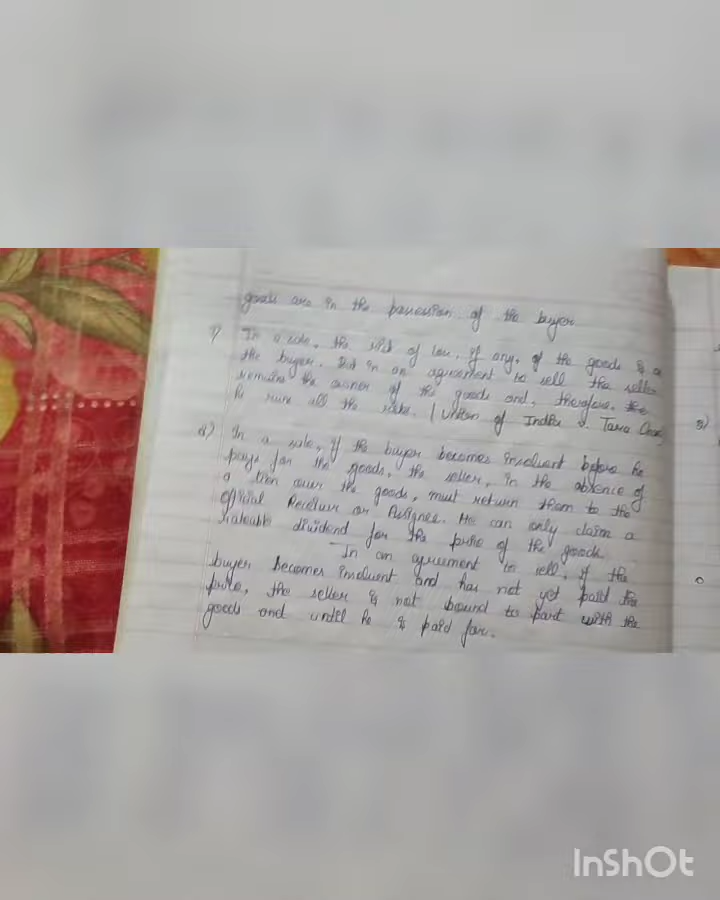 goods are in the possession of the buyer
In a sale, the risk of loss, if any, of the goods is
the buyer. But in an agreement to sell the seller
remains the owner of the goods and, therefore, the
he runs all the risks. (Union of India v. Tara
In a sale, if the buyer becomes insolvent before he
pays for the goods, the seller, in the absence of
a lien over the goods, must return them to the
Official Receiver or Assignee. He can only claim a
rateable dividend for the price of the goods.
In an agreement to sell, if the
buyer becomes insolvent and has not yet paid the
price, the seller is not bound to part with the
goods and until he is paid for.
InShOt